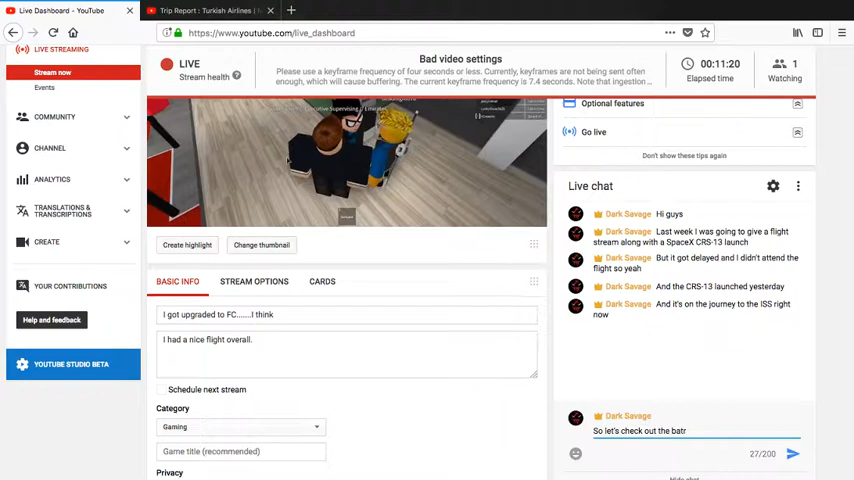 Live Dashboard - YouTube
Trip Report : Turkish Airlines |
https://www.youtube.com/live_dashboard
LIVE STREAMING
Stream now
Events
COMMUNITY
CHANNEL
ANALYTICS
TRANSLATIONS &
TRANSCRIPTIONS
CREATE
YOUR CONTRIBUTIONS
Help and feedback
YOUTUBE STUDIO BETA
LIVE
Stream health ?
Bad video settings
Please use a keyframe frequency of four seconds or less. Currently, keyframes are not being sent often
enough, which will cause buffering. The current keyframe frequency is 7.4 seconds. Note that ingestion ...
00:11:20
Elapsed time
1
Watching
Create highlight
Change thumbnail
BASIC INFO
STREAM OPTIONS
CARDS
I got upgraded to FC.......I think
I had a nice flight overall.
Schedule next stream
Category
Gaming
Game title (recommended)
Privacy
Optional features
Go live
Don't show these tips again
Live chat
Dark Savage Hi guys
Dark Savage Last week I was going to give a flight
stream along with a SpaceX CRS-13 launch
Dark Savage But it got delayed and I didn't attend the
flight so yeah
Dark Savage And the CRS-13 launched yesterday
Dark Savage And it's on the journey to the ISS right
now
Dark Savage
So let's check out the batr
27/200
Hide chat